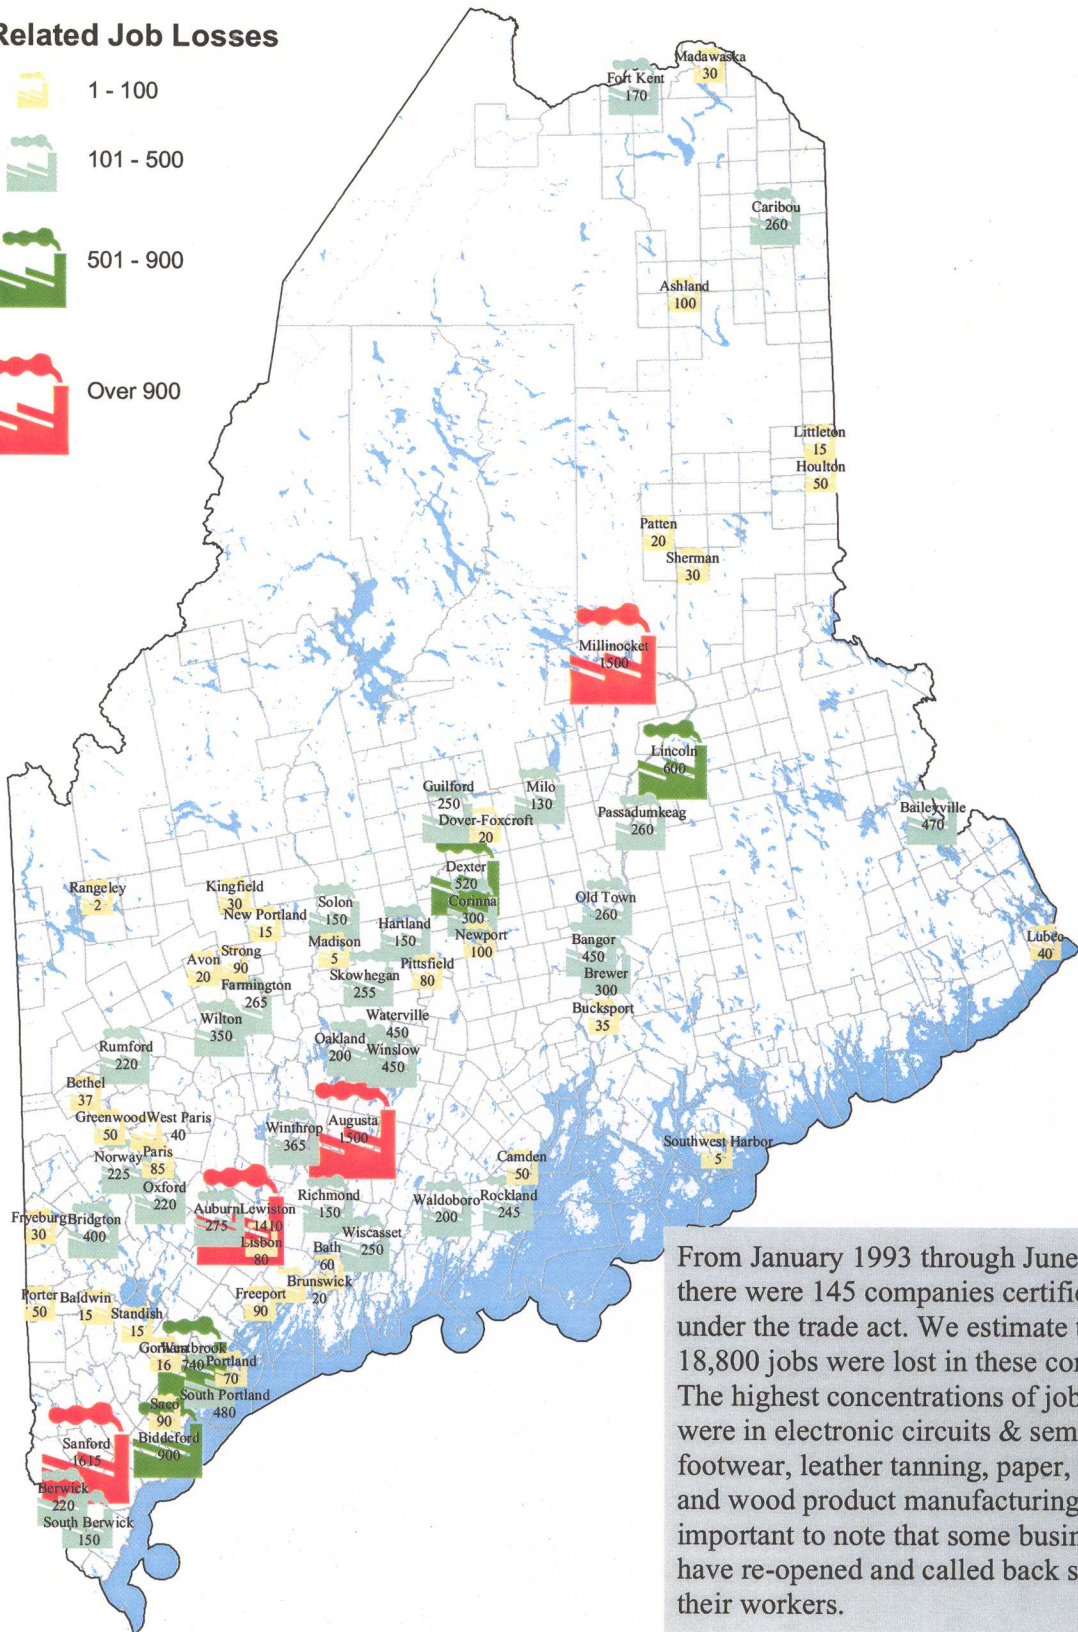 Related Job Losses
1 - 100
101 - 500
501 - 900
Over 900
Madawaska
30
Fort Kent
170
Caribou
260
Ashland
100
Littleton
15
Houlton
50
Patten
20
Sherman
30
Millinocket
1500
Lincoln
600
Guilford
250
Milo
130
Dover-Foxcroft
20
Passadumkeag
260
Baileyville
470
Dexter
520
Corinna
300
Newport
100
Rangeley
2
Kingfield
30
New Portland
15
Solon
150
Hartland
150
Old Town
260
Madison
5
Bangor
450
Lubec
40
Strong
90
Avon
20
Pittsfield
80
Skowhegan
255
Brewer
300
Farmington
265
Wilton
350
Bucksport
35
Waterville
450
Oakland
200
Winslow
450
Rumford
220
Bethel
37
Greenwood
50
West Paris
40
Winthrop
365
Augusta
1500
Southwest Harbor
5
Norway
225
Paris
85
Camden
50
Oxford
220
Richmond
150
Waldoboro
200
Rockland
245
Fryeburg
30
Bridgton
400
Auburn
275
Lewiston
1410
Lisbon
80
Wiscasset
250
Bath
60
Brunswick
20
Freeport
90
Porter
50
Baldwin
15
Standish
15
Gorham
16
Westbrook
740
Portland
70
South Portland
480
Saco
90
Biddeford
900
Sanford
1615
Berwick
220
South Berwick
150
From January 1993 through June
there were 145 companies
under the trade act. We estimate
18,800 jobs were lost in these
The highest concentrations of job
were in electronic circuits &
footwear, leather tanning, paper,
and wood product manufacturing
important to note that some
have re-opened and called back
their workers.